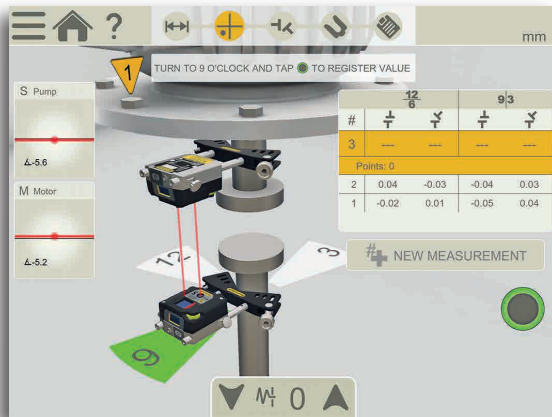 ?
mm
1
TURN TO 9 O'CLOCK AND TAP TO REGISTER VALUE
S Pump
∡-5.6
M Motor
∡-5.2
12 9|3
6
#
3 --- --- --- ---
Points: 0
2 0.04 -0.03 -0.04 0.03
1 -0.02 0.01 -0.05 0.04
# NEW MEASUREMENT
12
3
9
0